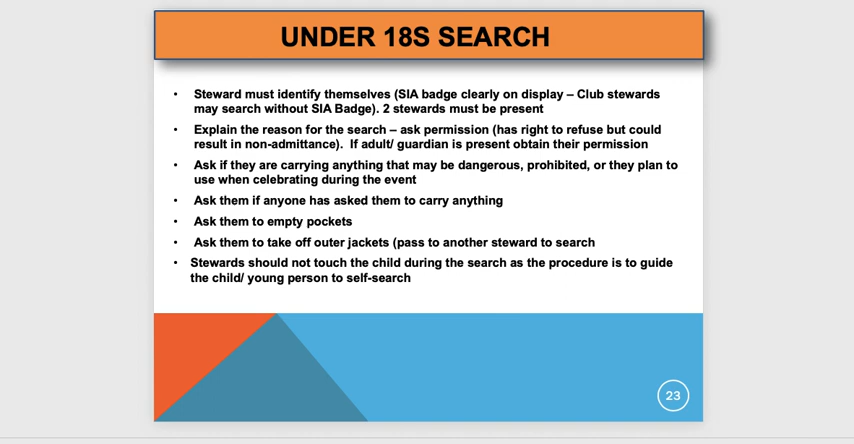 UNDER 18S SEARCH
• Steward must identify themselves (SIA badge clearly on display – Club stewards
may search without SIA Badge). 2 stewards must be present
• Explain the reason for the search – ask permission (has right to refuse but could
result in non-admittance).  If adult/ guardian is present obtain their permission
• Ask if they are carrying anything that may be dangerous, prohibited, or they plan to
use when celebrating during the event
• Ask them if anyone has asked them to carry anything
• Ask them to empty pockets
• Ask them to take off outer jackets (pass to another steward to search
• Stewards should not touch the child during the search as the procedure is to guide
the child/ young person to self-search
23